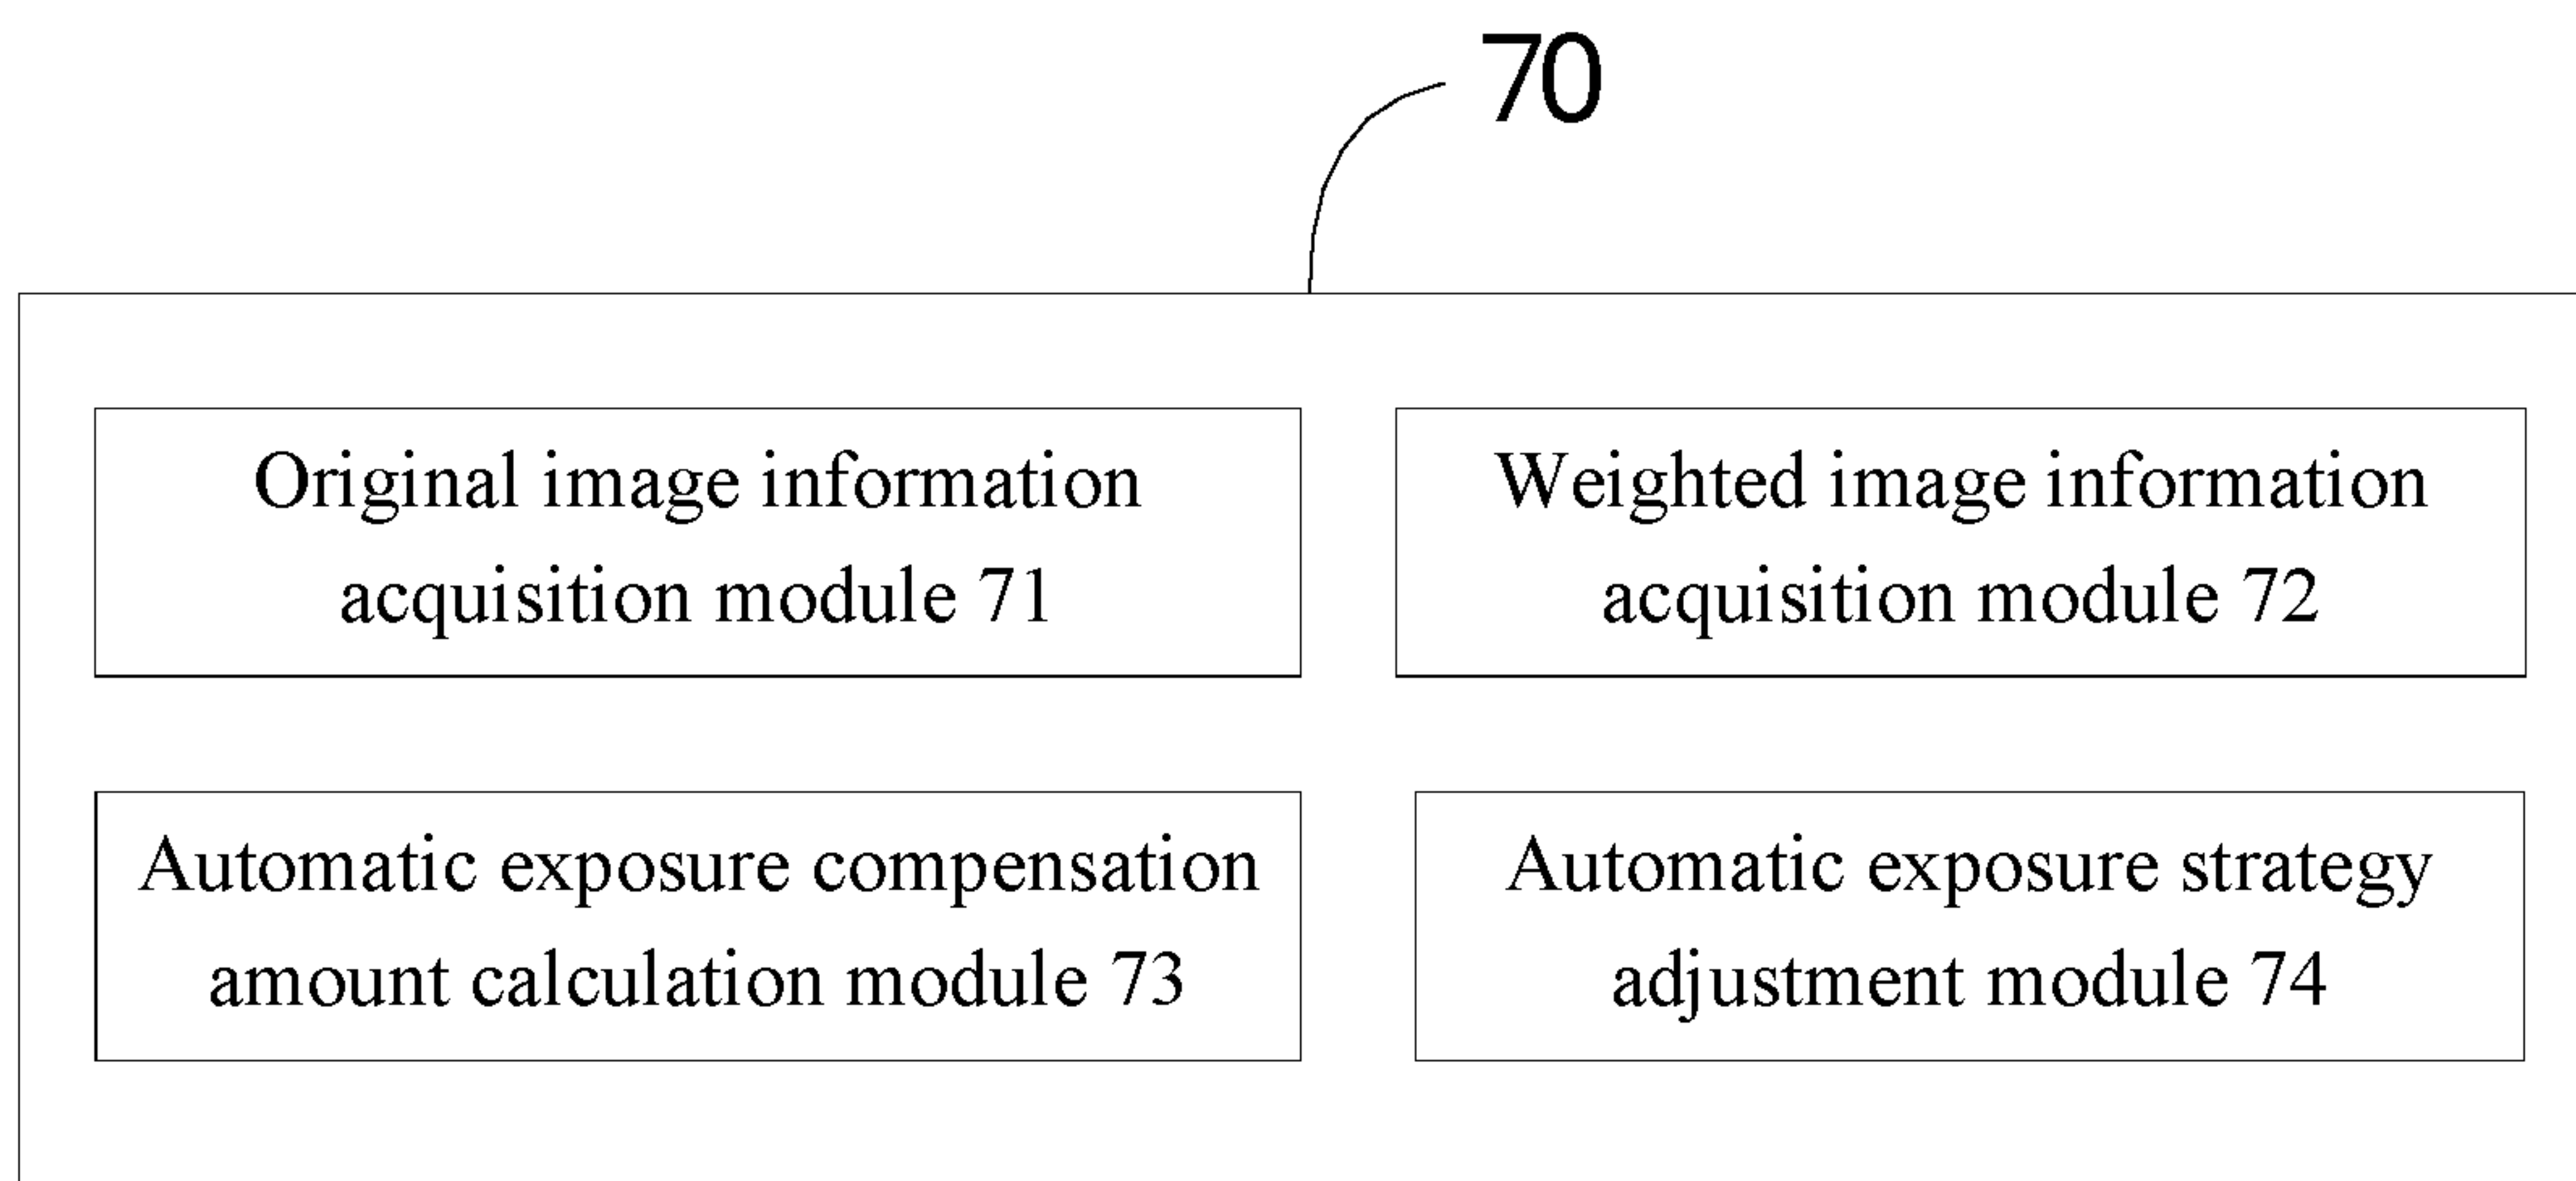 70
Original image information
acquisition module 71
Weighted image information
acquisition module 72
Automatic exposure compensation
amount calculation module 73
Automatic exposure strategy
adjustment module 74